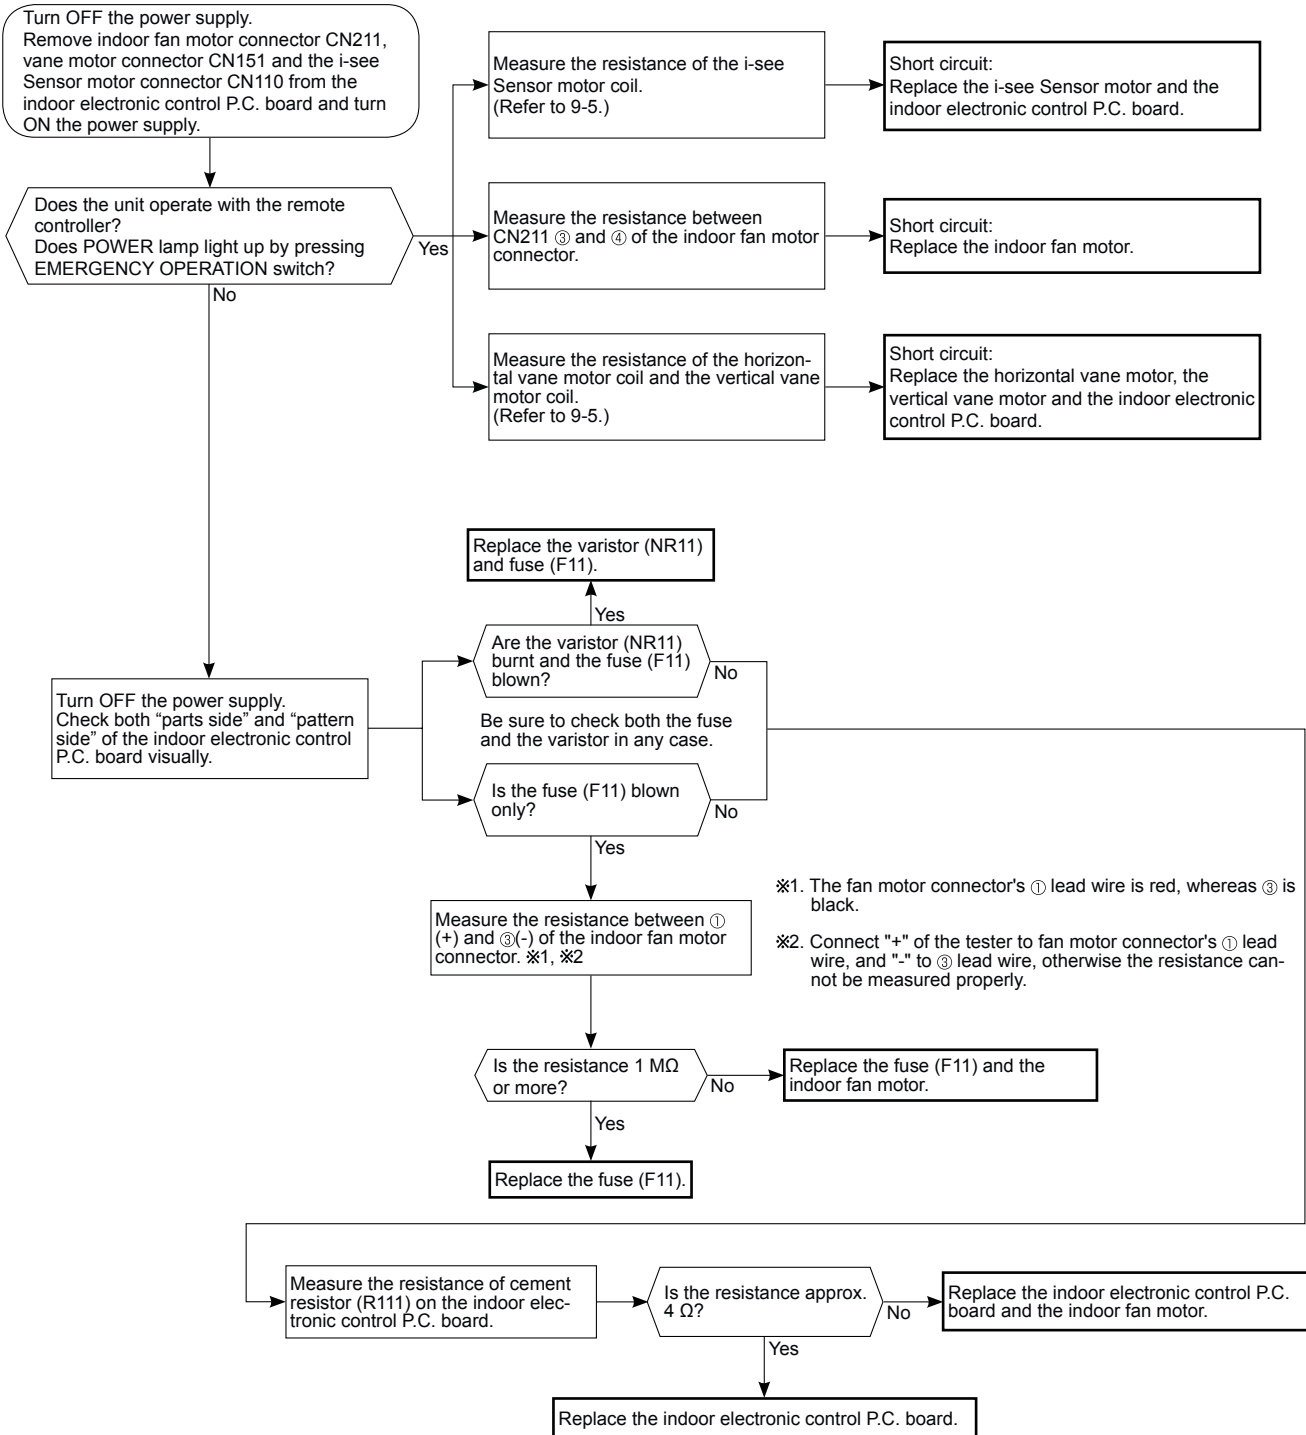 Turn OFF the power supply.
Remove indoor fan motor connector CN211,
vane motor connector CN151 and the i-see
Sensor motor connector CN110 from the
indoor electronic control P.C. board and turn
ON the power supply.
Does the unit operate with the remote
controller?
Does POWER lamp light up by pressing
EMERGENCY OPERATION switch?
Yes
No
Measure the resistance of the i-see
Sensor motor coil.
(Refer to 9-5.)
Short circuit:
Replace the i-see Sensor motor and the
indoor electronic control P.C. board.
Measure the resistance between
CN211 ③ and ④ of the indoor fan motor
connector.
Short circuit:
Replace the indoor fan motor.
Measure the resistance of the horizon-
tal vane motor coil and the vertical vane
motor coil.
(Refer to 9-5.)
Short circuit:
Replace the horizontal vane motor, the
vertical vane motor and the indoor electronic
control P.C. board.
Replace the varistor (NR11)
and fuse (F11).
Yes
Are the varistor (NR11)
burnt and the fuse (F11)
blown?
No
Turn OFF the power supply.
Check both “parts side” and “pattern
side” of the indoor electronic control
P.C. board visually.
Be sure to check both the fuse
and the varistor in any case.
Is the fuse (F11) blown
only?
No
Yes
Measure the resistance between ①
(+) and ③(-) of the indoor fan motor
connector. ※1, ※2
※1. The fan motor connector's ① lead wire is red, whereas ③ is
black.
※2. Connect "+" of the tester to fan motor connector's ① lead
wire, and "-" to ③ lead wire, otherwise the resistance can-
not be measured properly.
Is the resistance 1 MΩ
or more?
No
Replace the fuse (F11) and the
indoor fan motor.
Yes
Replace the fuse (F11).
Measure the resistance of cement
resistor (R111) on the indoor elec-
tronic control P.C. board.
Is the resistance approx.
4 Ω?
No
Replace the indoor electronic control P.C.
board and the indoor fan motor.
Yes
Replace the indoor electronic control P.C. board.